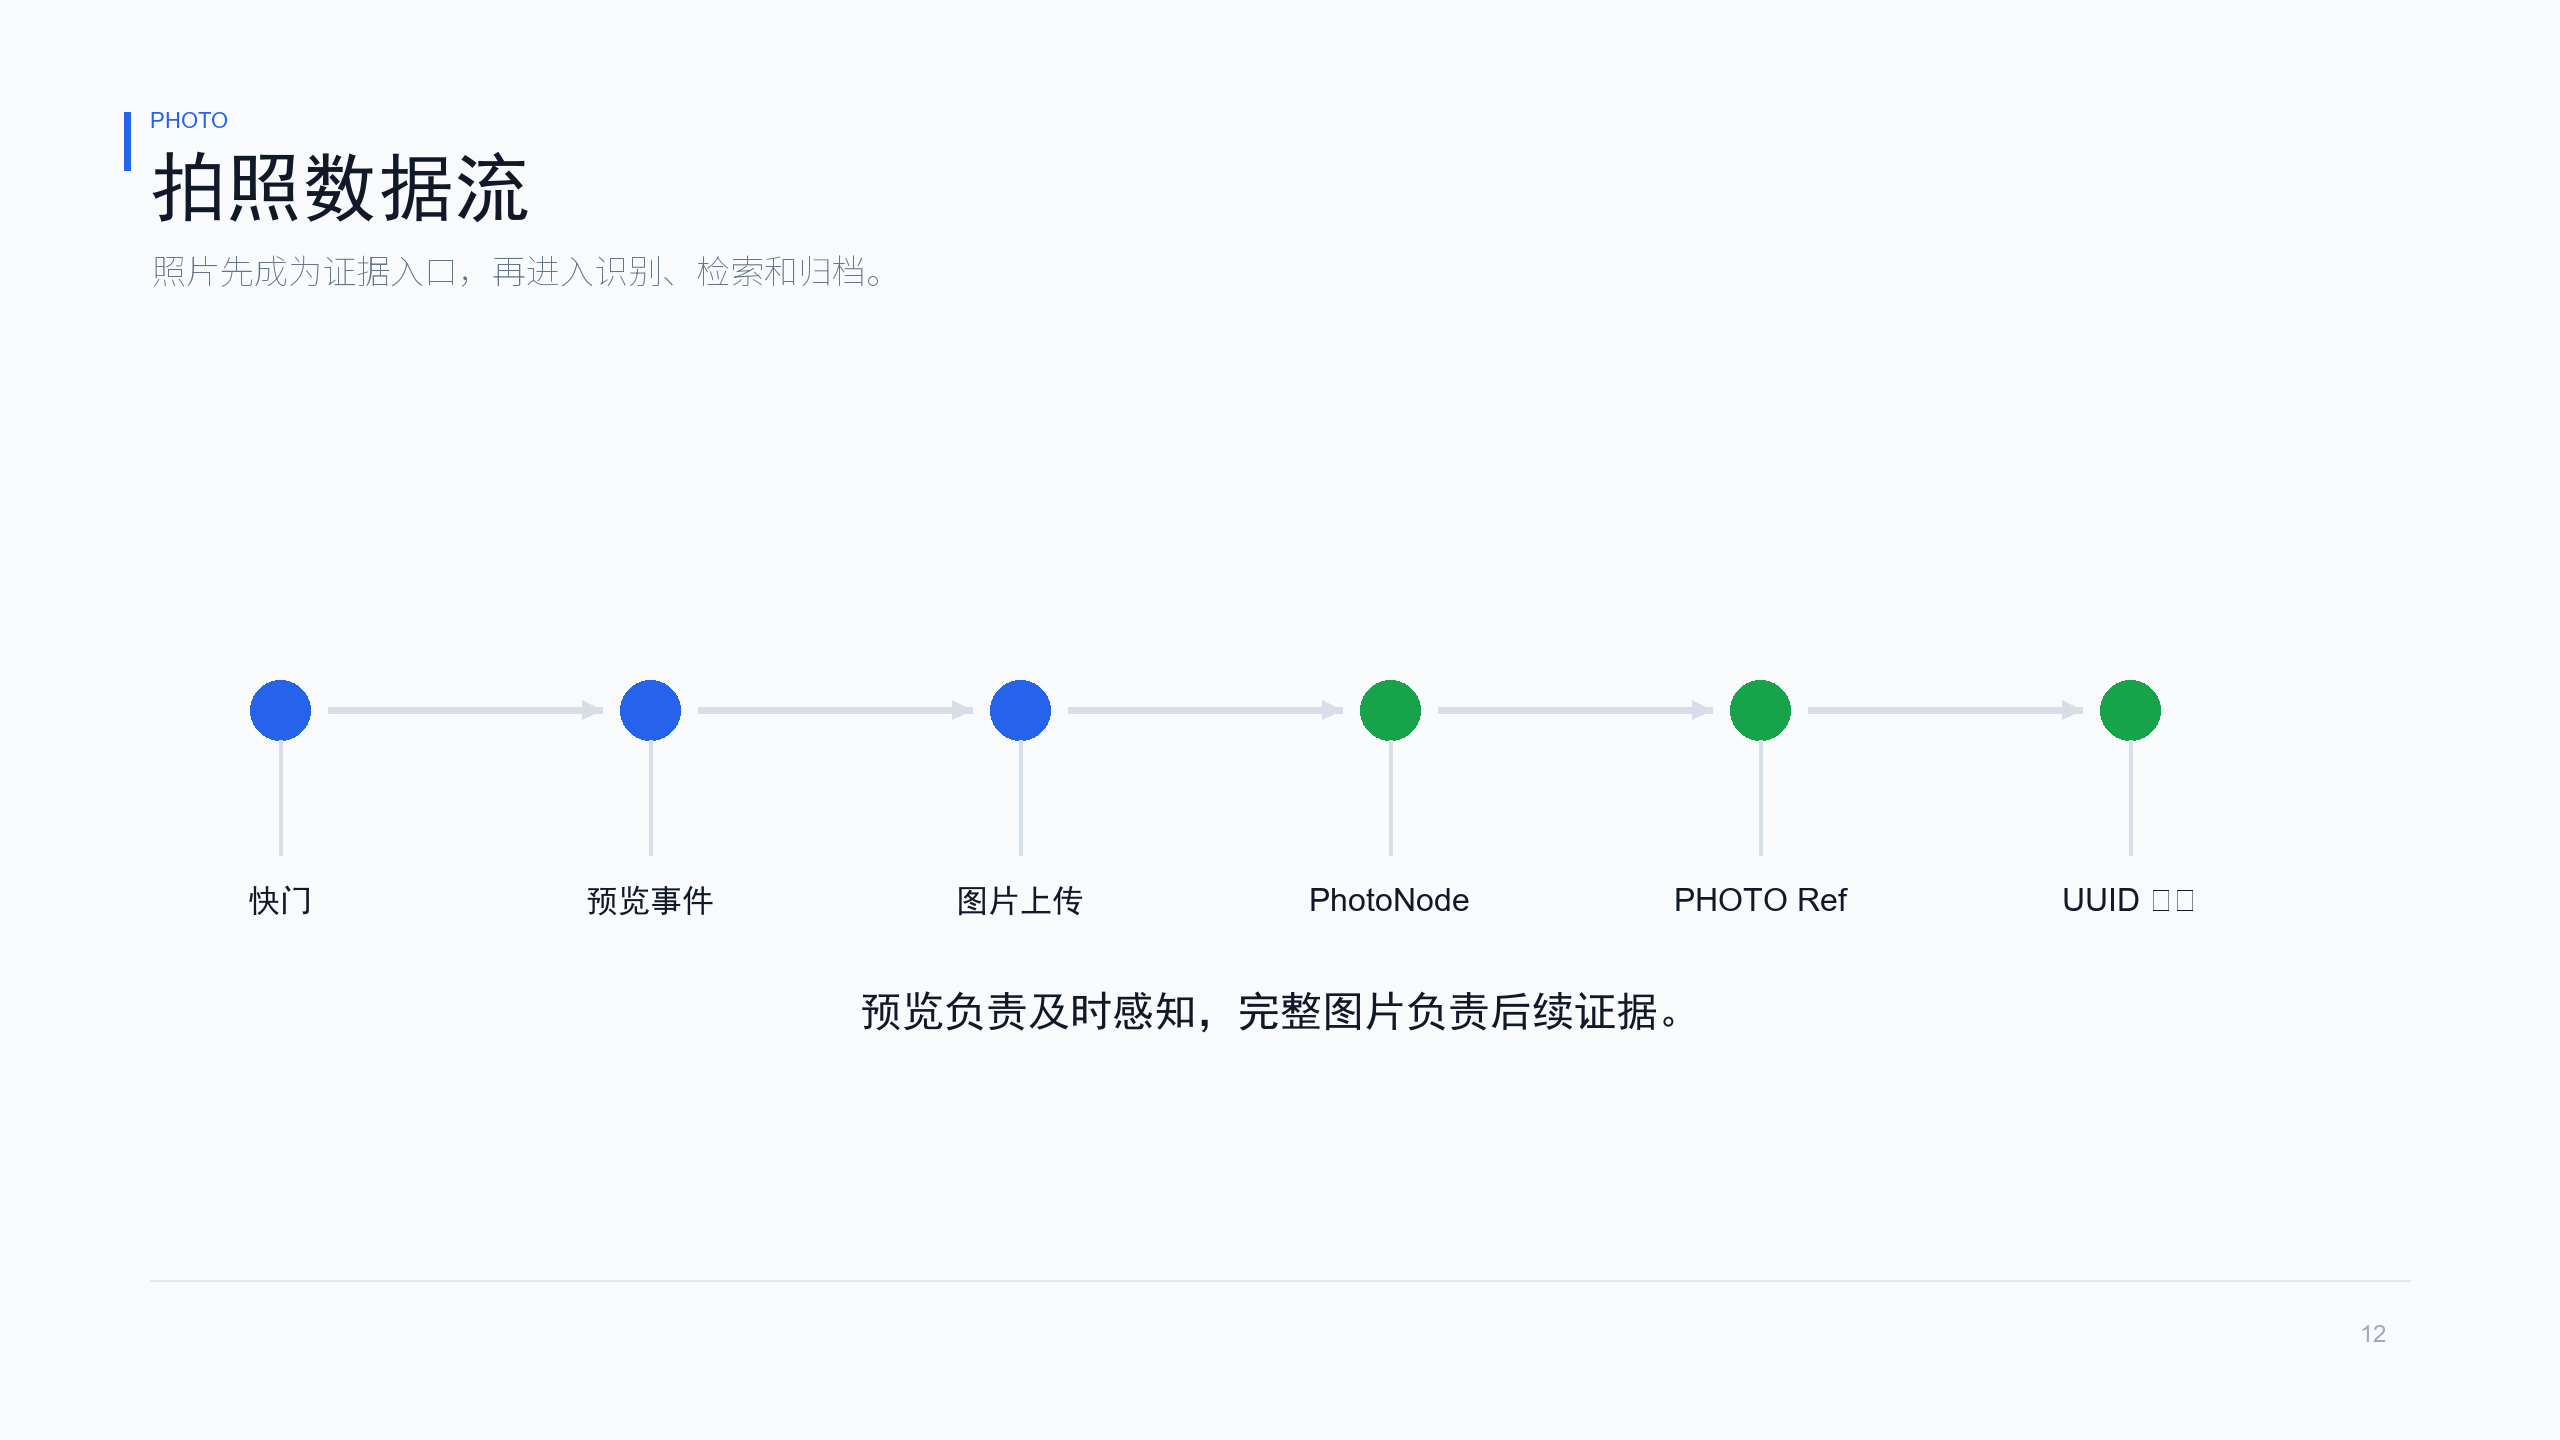 PHOTO
拍照数据流
照片先成为证据入口，再进入识别、检索和归档。
快门
预览事件
图片上传
PhotoNode
PHOTO Ref
UUID
预览负责及时感知，完整图片负责后续证据。
12